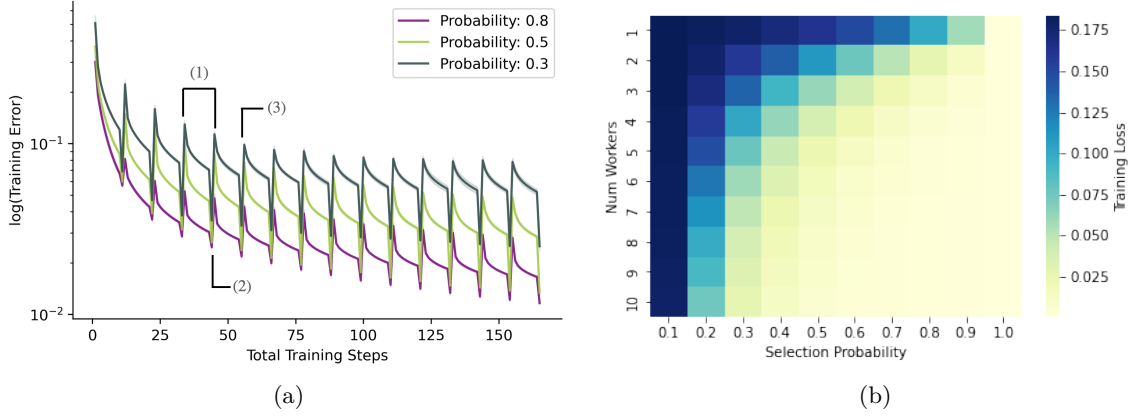 Probability: 0.8
Probability: 0.5
Probability: 0.3
(1)
(3)
(2)
log(Training Error)
10⁻¹
10⁻²
0 25 50 75 100 125 150
Total Training Steps
(a)
Num Workers
1
2
3
4
5
6
7
8
9
10
0.1 0.2 0.3 0.4 0.5 0.6 0.7 0.8 0.9 1.0
Selection Probability
0.175
0.150
0.125
0.100
0.075
0.050
0.025
Training Loss
(b)